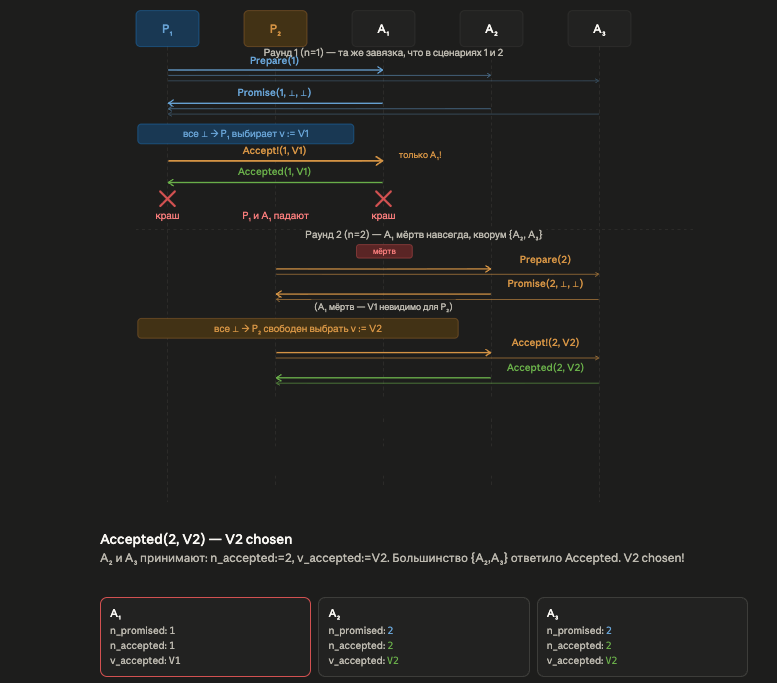 P₁ P₂ A₁ A₂ A₃
Раунд 1 (n=1) — та же завязка, что в сценариях 1 и 2
Prepare(1)
Promise(1, ⊥, ⊥)
все ⊥ → P₁ выбирает v := V1
Accept!(1, V1)
только A₁!
Accepted(1, V1)
краш
P₁ и A₁ падают
краш
Раунд 2 (n=2) — A₁ мёртв навсегда, кворум {A₂, A₃}
мёртв
Prepare(2)
Promise(2, ⊥, ⊥)
(A₁ мёртв — V1 невидимо для P₂)
все ⊥ → P₂ свободен выбрать v := V2
Accept!(2, V2)
Accepted(2, V2)
Accepted(2, V2) — V2 chosen
A₂ и A₃ принимают: n_accepted:=2, v_accepted:=V2. Большинство {A₂,A₃} ответило Accepted. V2 chosen!
A₁
n_promised: 1
n_accepted: 1
v_accepted: V1
A₂
n_promised: 2
n_accepted: 2
v_accepted: V2
A₃
n_promised: 2
n_accepted: 2
v_accepted: V2